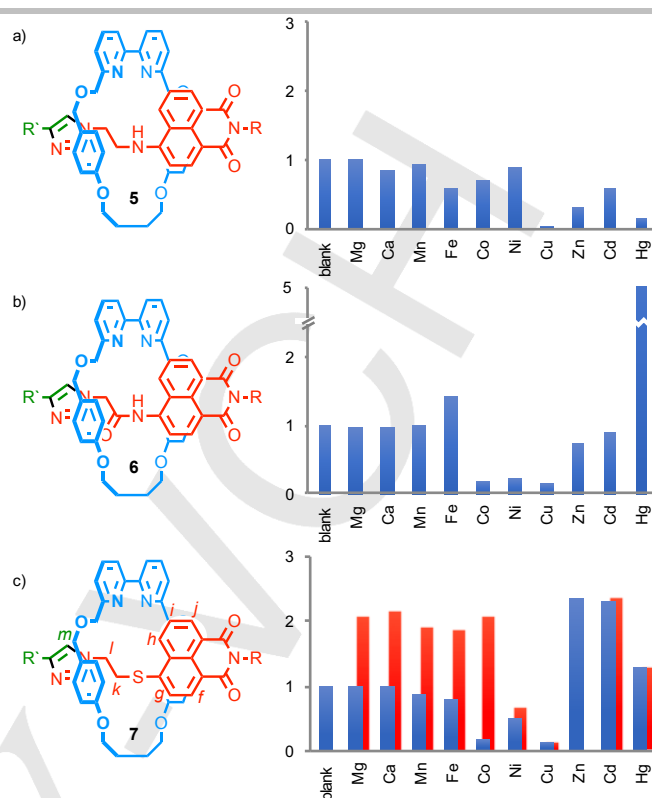 a)
N N
O
O
R`
N
N
H
N
O
N-R
O
5
O
O
3
2
1
0
blank
Mg
Ca
Mn
Fe
Co
Ni
Cu
Zn
Cd
Hg
b)
N N
O
O
R`
N
N
O
H
N
O
N-R
O
6
O
O
5
2
1
0
blank
Mg
Ca
Mn
Fe
Co
Ni
Cu
Zn
Cd
Hg
c)
N N
O
i j
m
h
O
R`
N
l
N
k
S
g
f
O
N-R
O
7
O
O
3
2
1
0
blank
Mg
Ca
Mn
Fe
Co
Ni
Cu
Zn
Cd
Hg